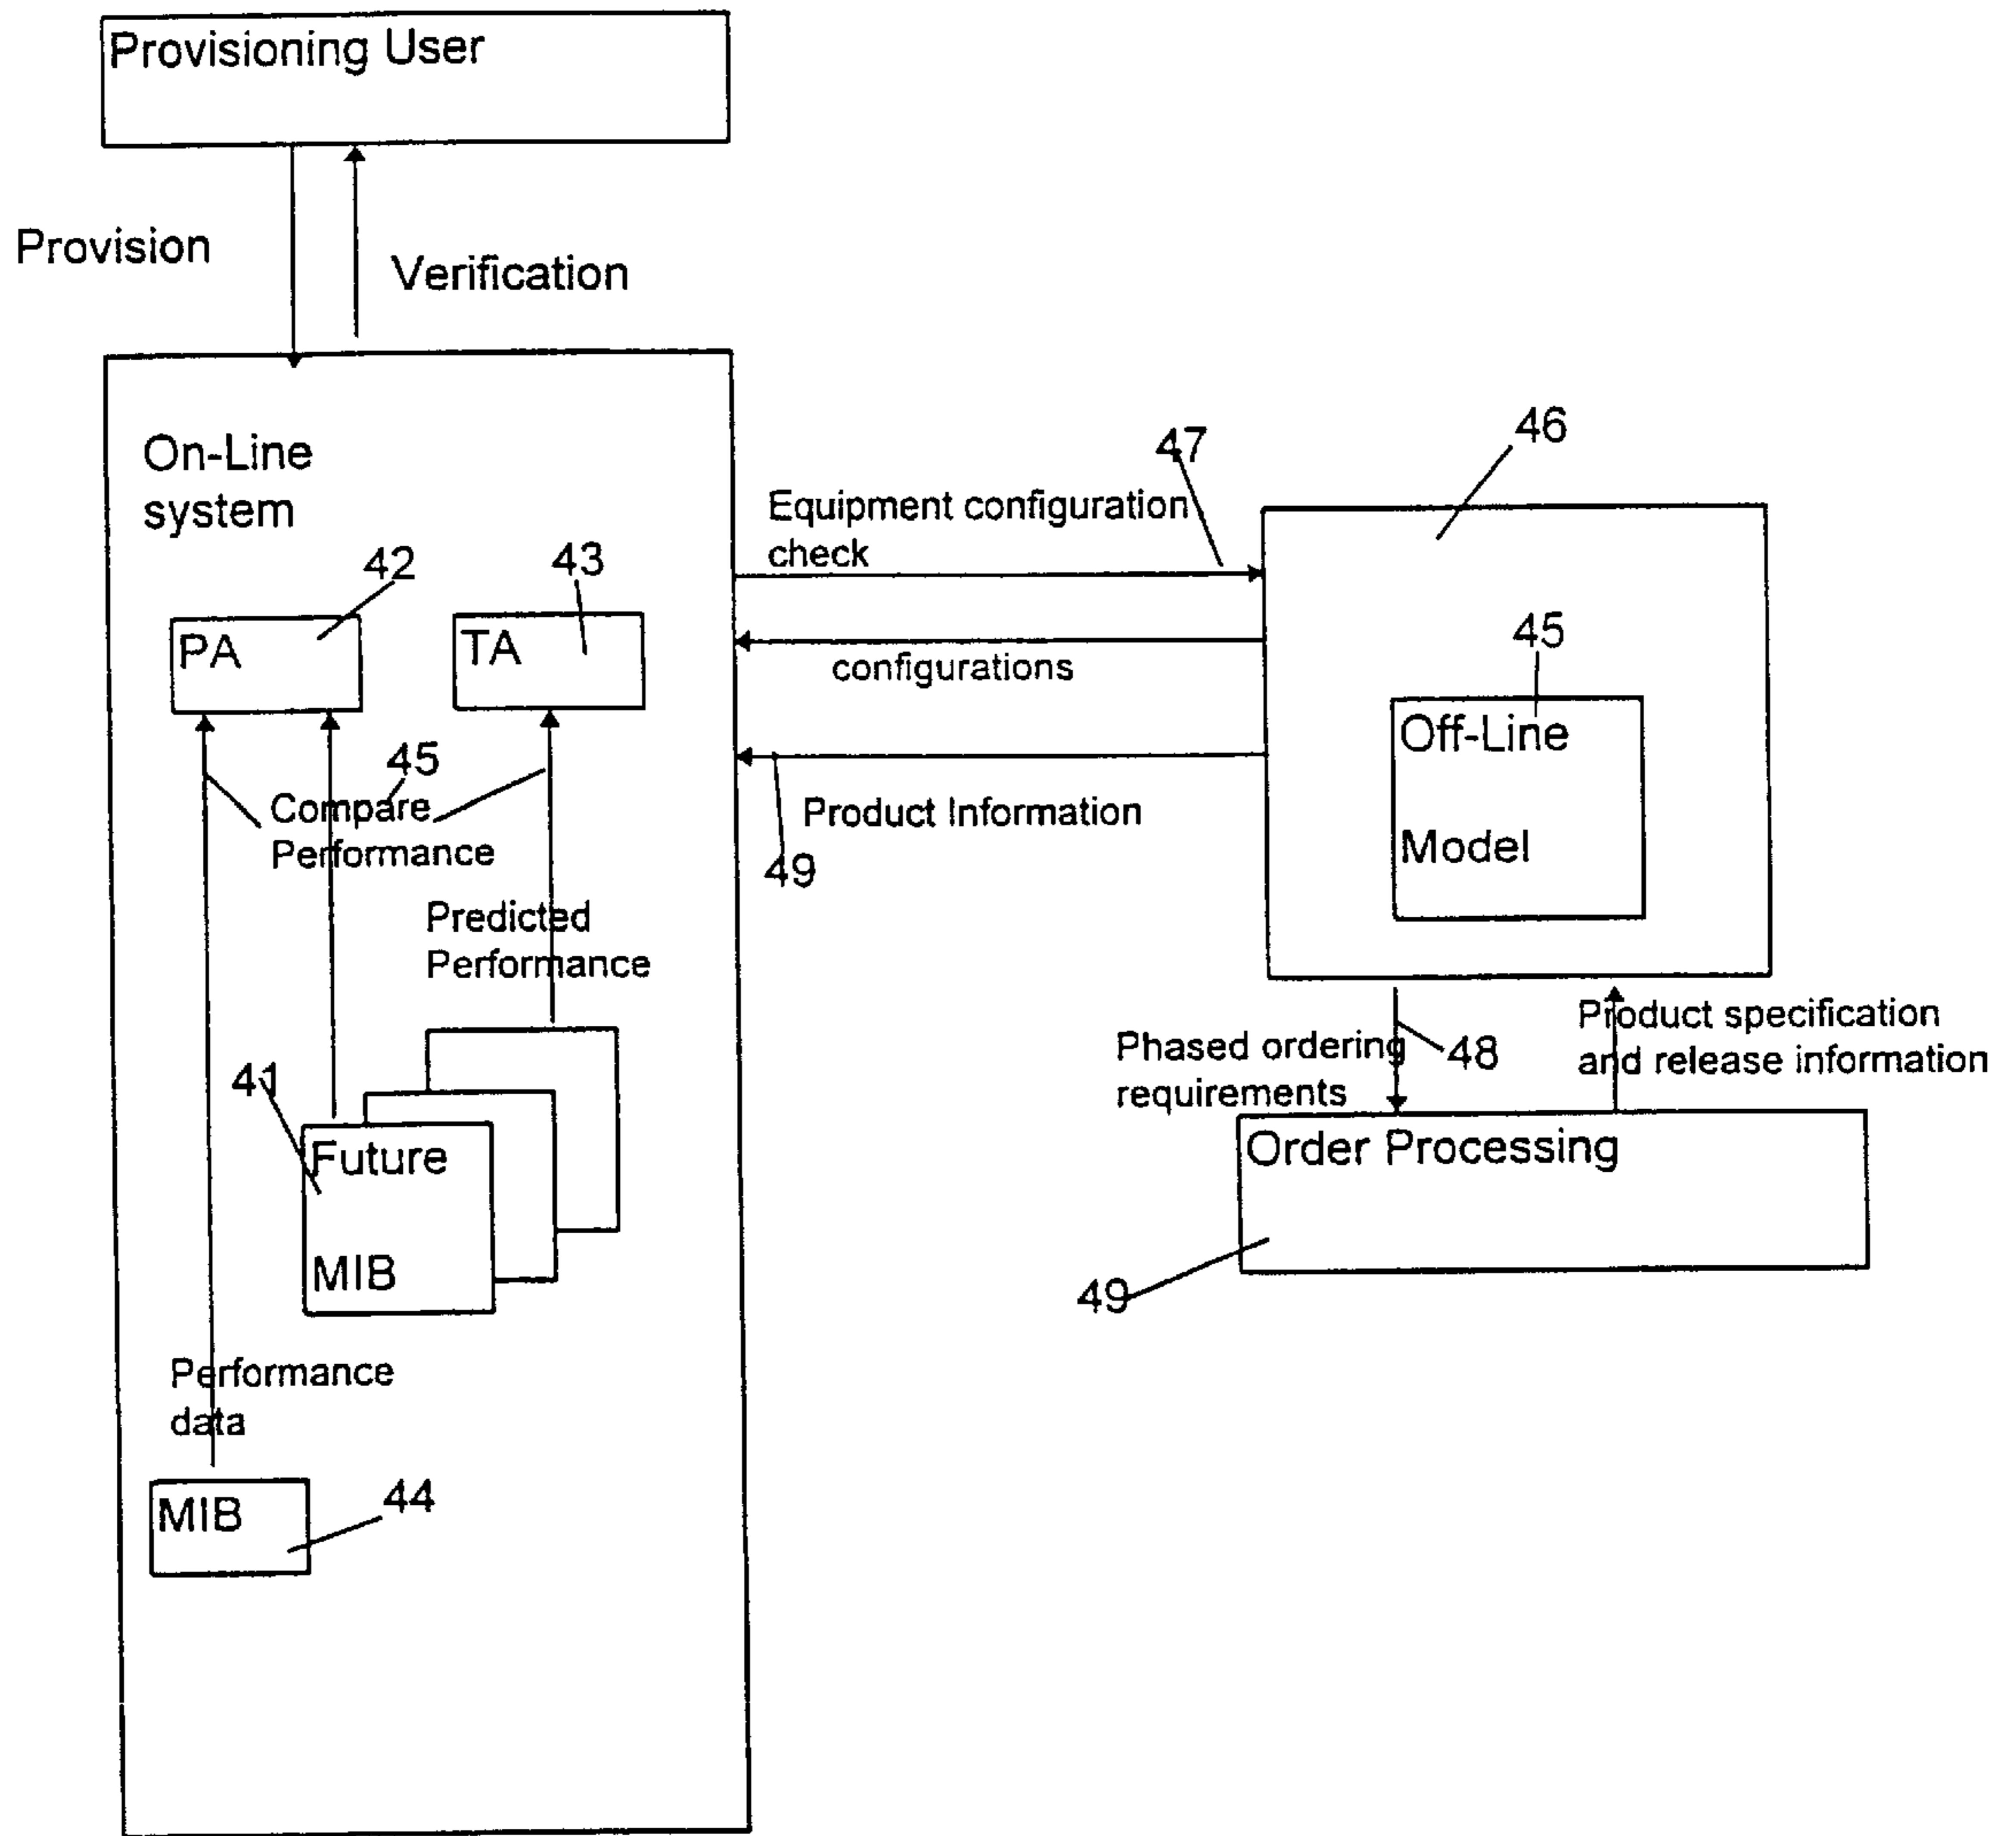 Provisioning User
Provision
Verification
On-Line
system
42
43
PA
TA
45
Compare
Performance
Predicted
Performance
41
Future
MIB
Performance
data
MIB
44
47
Equipment configuration
check
configurations
Product Information
49
46
45
Off-Line
Model
Phased ordering
requirements
48
Product specification
and release information
Order Processing
49